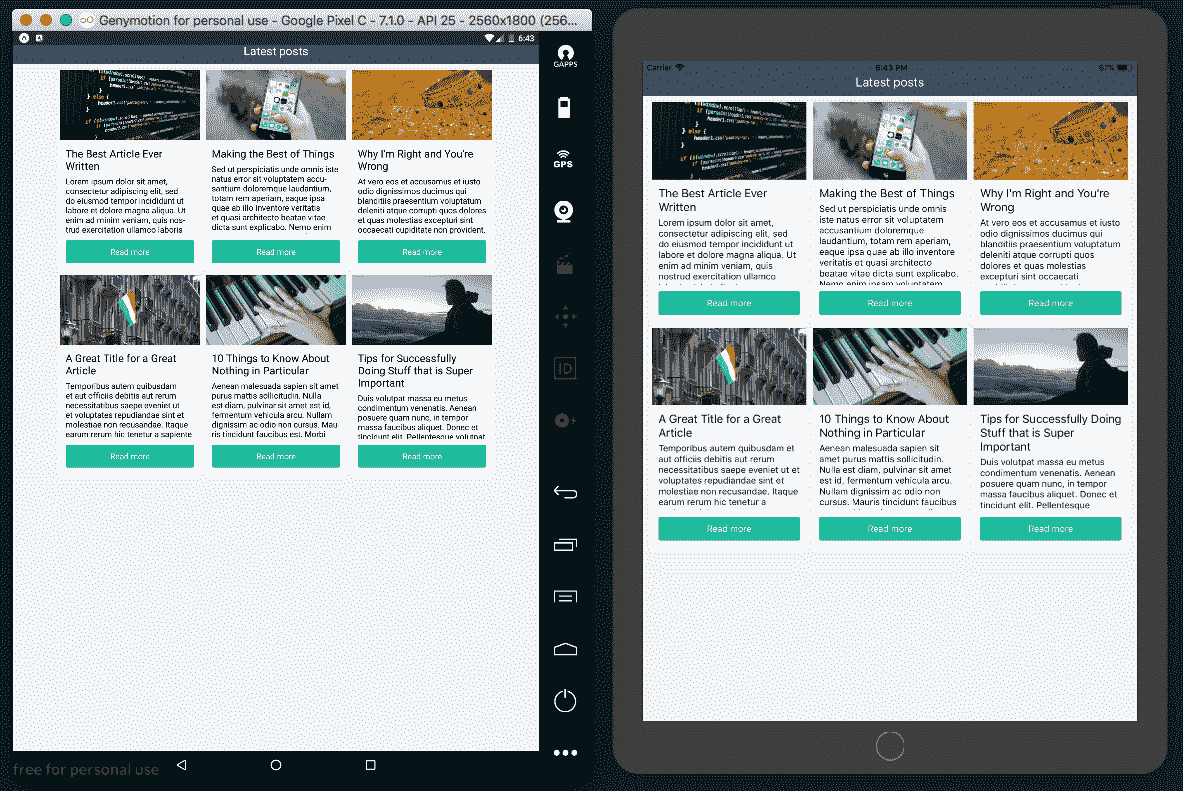 Genymotion for personal use - Google Pixel C - 7.1.0 - API 25 - 2560x1800 (256...
6:43
Latest posts
The Best Article Ever
Written
Lorem ipsum dolor sit amet,
consectetur adipiscing elit, sed
do eiusmod tempor incididunt ut
labore et dolore magna aliqua. Ut
enim ad minim veniam, quis nos-
trud exercitation ullamco laboris
Read more
Making the Best of Things
Sed ut perspiciatis unde omnis iste
natus error sit voluptatem accu-
santium doloremque laudantium,
totam rem aperiam, eaque ipsa
quae ab illo inventore veritatis
et quasi architecto beatae vitae
dicta sunt explicabo. Nemo enim
Read more
Why I'm Right and You're
Wrong
At vero eos et accusamus et iusto
odio dignissimos ducimus qui
blanditiis praesentium voluptatum
deleniti atque corrupti quos dolores
et quas molestias excepturi sint
occaecati cupiditate non provident,
Read more
A Great Title for a Great
Article
Temporibus autem quibusdam
et aut officiis debitis aut rerum
necessitatibus saepe eveniet ut
et voluptates repudiandae sint et
molestiae non recusandae. Itaque
earum rerum hic tenetur a sapiente
Read more
10 Things to Know About
Nothing in Particular
Aenean malesuada sapien sit amet
purus mattis sollicitudin. Nulla
est diam, pulvinar sit amet est id,
fermentum vehicula arcu. Nullam
dignissim ac odio non cursus. Mau
ris tincidunt faucibus est. Morbi
Read more
Tips for Successfully
Doing Stuff that is Super
Important
Duis volutpat massa eu metus
condimentum venenatis. Aenean
posuere quam nunc, in tempor
massa faucibus aliquet. Donec et
tincidunt elit. Pellentesque volutpat
Read more
free for personal use
GAPPS
GPS
ID
Carrier
6:43 PM
67%
Latest posts
The Best Article Ever
Written
Lorem ipsum dolor sit amet,
consectetur adipiscing elit, sed
do eiusmod tempor incididunt ut
labore et dolore magna aliqua. Ut
enim ad minim veniam, quis
nostrud exercitation ullamco
Read more
Making the Best of Things
Sed ut perspiciatis unde omnis
iste natus error sit voluptatem
accusantium doloremque
laudantium, totam rem aperiam,
eaque ipsa quae ab illo inventore
veritatis et quasi architecto
beatae vitae dicta sunt explicabo.
Nemo enim ipsam voluptatem
Read more
Why I'm Right and You're
Wrong
At vero eos et accusamus et iusto
odio dignissimos ducimus qui
blanditiis praesentium voluptatum
deleniti atque corrupti quos
dolores et quas molestias
excepturi sint occaecati
Read more
A Great Title for a Great
Article
Temporibus autem quibusdam et
aut officiis debitis aut rerum
necessitatibus saepe eveniet ut et
voluptates repudiandae sint et
molestiae non recusandae. Itaque
earum rerum hic tenetur a
Read more
10 Things to Know About
Nothing in Particular
Aenean malesuada sapien sit
amet purus mattis sollicitudin.
Nulla est diam, pulvinar sit amet
est id, fermentum vehicula arcu.
Nullam dignissim ac odio non
cursus. Mauris tincidunt faucibus
Read more
Tips for Successfully Doing
Stuff that is Super
Important
Duis volutpat massa eu metus
condimentum venenatis. Aenean
posuere quam nunc, in tempor
massa faucibus aliquet. Donec et
tincidunt elit. Pellentesque
Read more